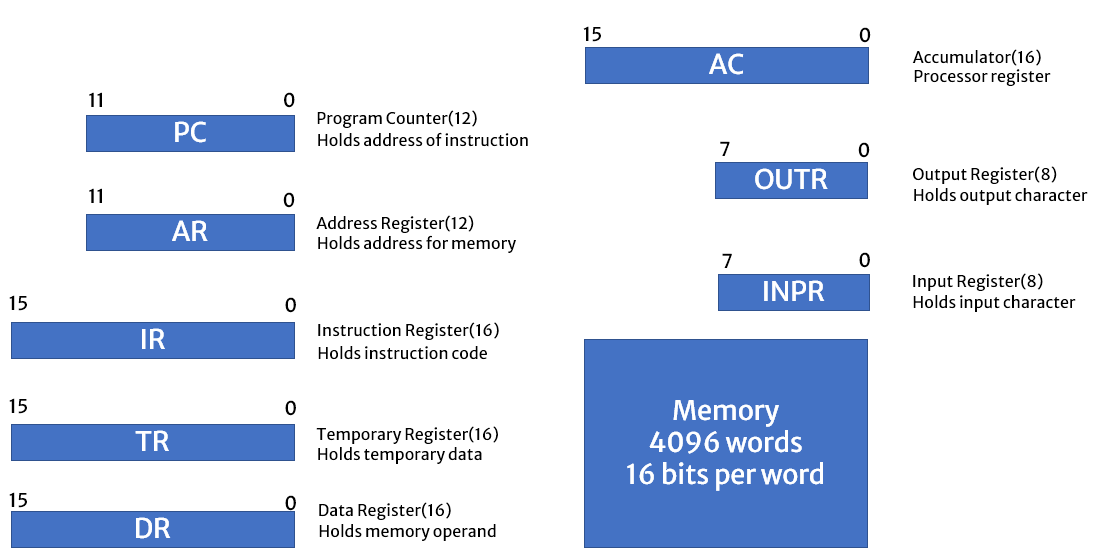 11 0
PC
Program Counter(12)
Holds address of instruction
11 0
AR
Address Register(12)
Holds address for memory
15 0
IR
Instruction Register(16)
Holds instruction code
15 0
TR
Temporary Register(16)
Holds temporary data
15 0
DR
Data Register(16)
Holds memory operand
15 0
AC
Accumulator(16)
Processor register
7 0
OUTR
Output Register(8)
Holds output character
7 0
INPR
Input Register(8)
Holds input character
Memory
4096 words
16 bits per word